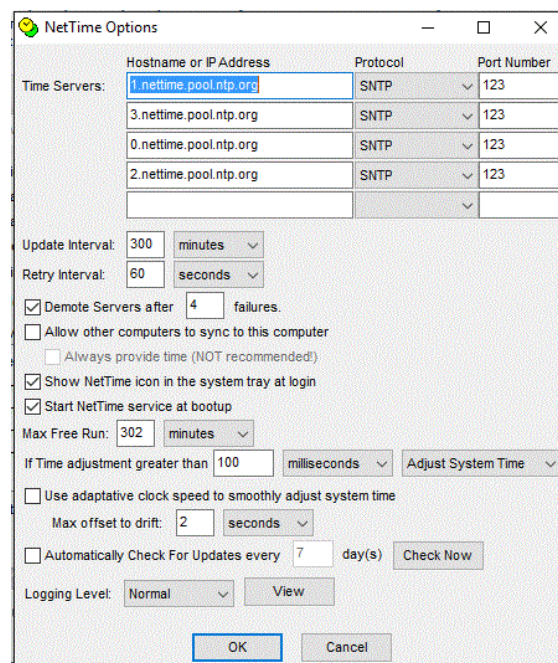 NetTime Options
Hostname or IP Address Protocol Port Number
Time Servers: 1.nettime.pool.ntp.org SNTP 123
3.nettime.pool.ntp.org SNTP 123
0.nettime.pool.ntp.org SNTP 123
2.nettime.pool.ntp.org SNTP 123
Update Interval: 300 minutes
Retry Interval: 60 seconds
Demote Servers after 4 failures.
Allow other computers to sync to this computer
Always provide time (NOT recommended!)
Show NetTime icon in the system tray at login
Start NetTime service at bootup
Max Free Run: 302 minutes
If Time adjustment greater than 100 milliseconds Adjust System Time
Use adaptative clock speed to smoothly adjust system time
Max offset to drift: 2 seconds
Automatically Check For Updates every 7 day(s) Check Now
Logging Level: Normal View
OK Cancel